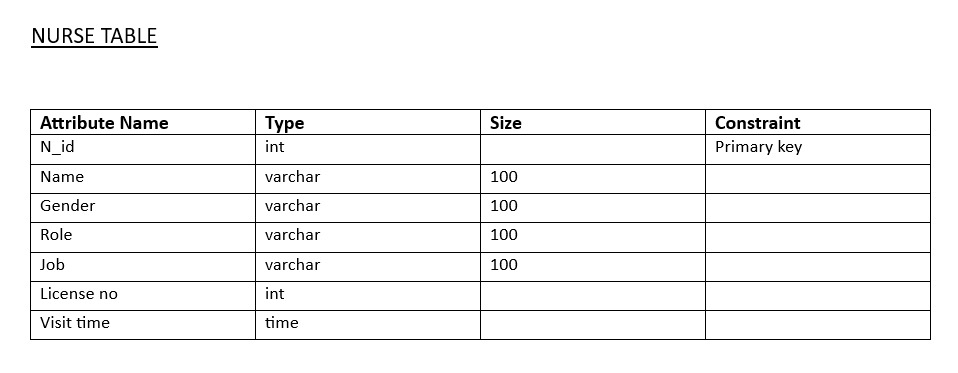 NURSE TABLE
Attribute Name Type Size Constraint
N_id int Primary key
Name varchar 100
Gender varchar 100
Role varchar 100
Job varchar 100
License no int
Visit time time